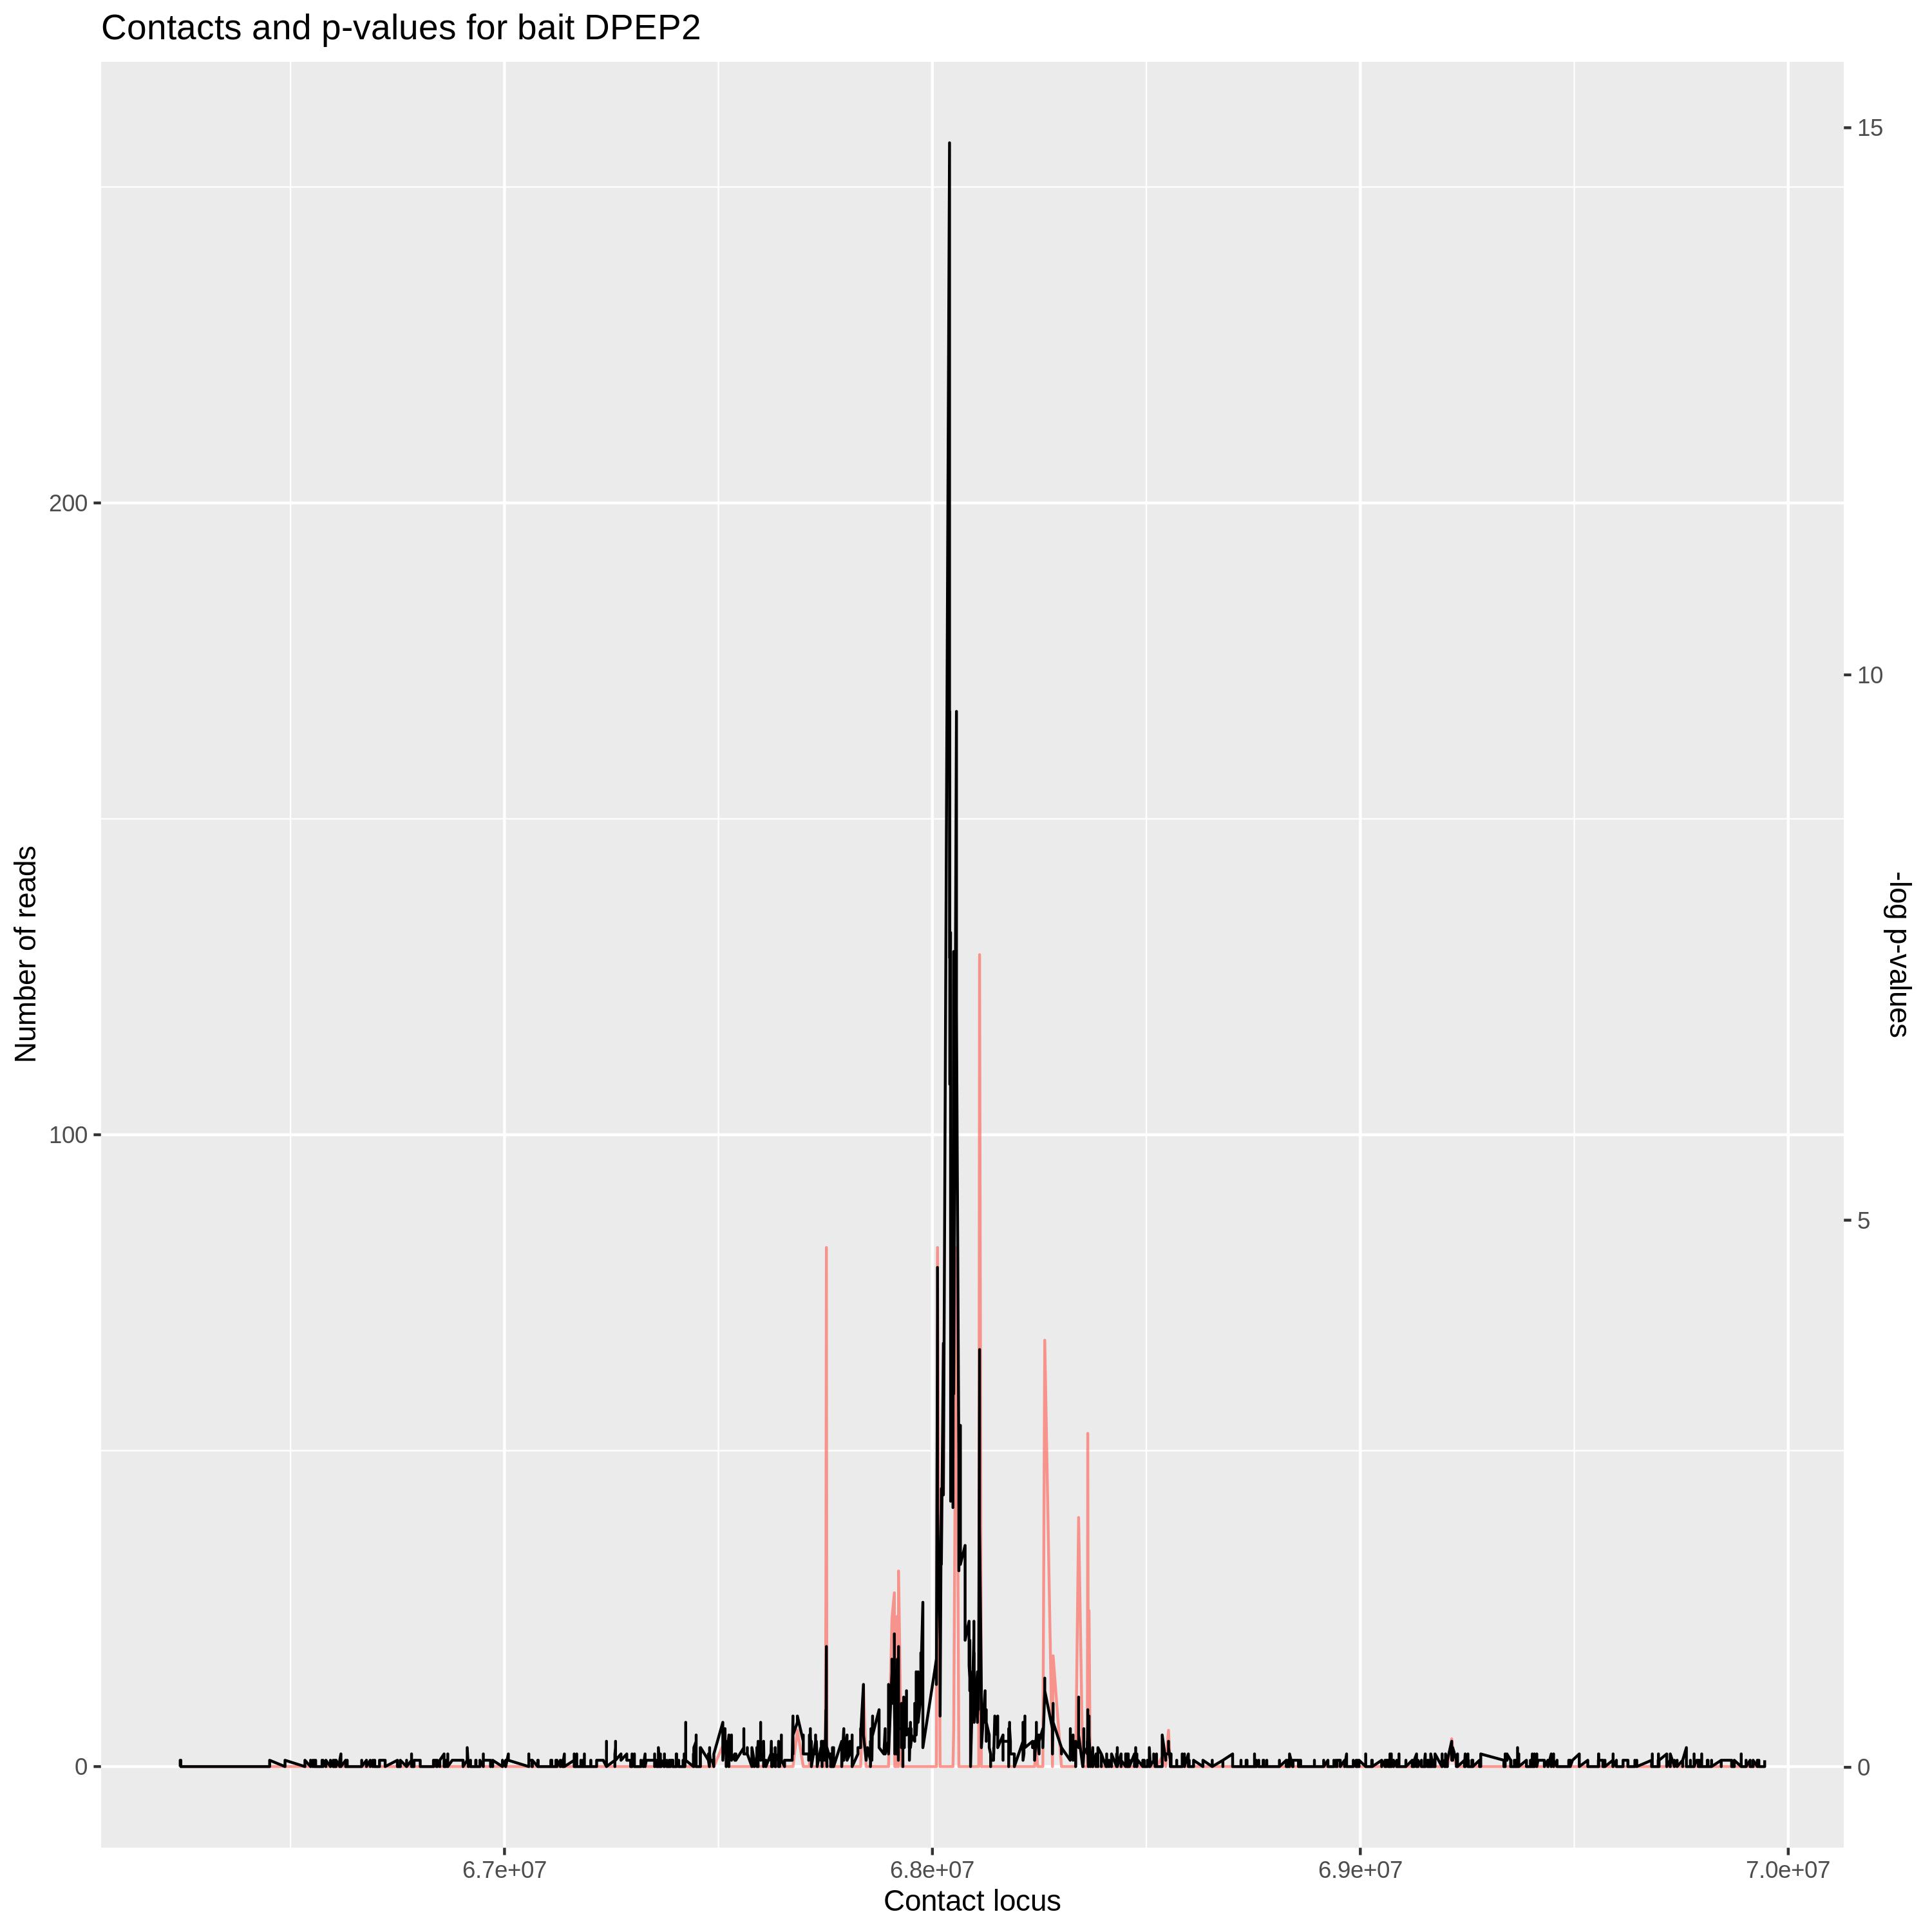 Contacts and p-values for bait DPEP2
Number of reads
200
100
0
15
10
5
0
-log p-values
6.7e+07
6.8e+07
6.9e+07
7.0e+07
Contact locus